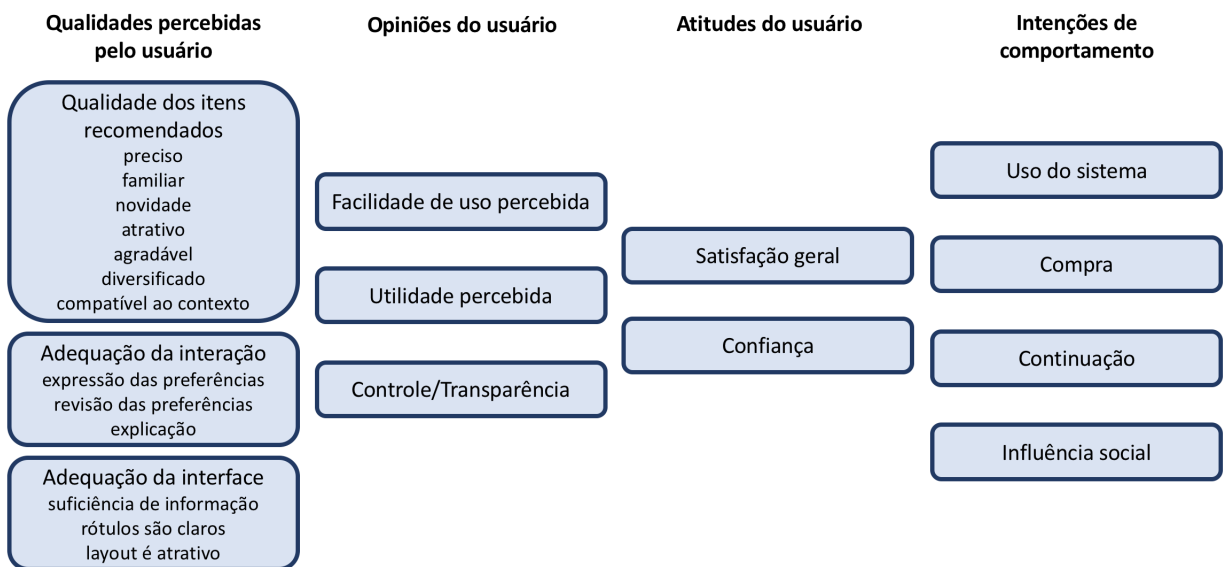 Qualidades percebidas
pelo usuário
Qualidade dos itens
recomendados
preciso
familiar
novidade
atrativo
agradável
diversificado
compatível ao contexto
Adequação da interação
expressão das preferências
revisão das preferências
explicação
Adequação da interface
suficiência de informação
rótulos são claros
layout é atrativo
Opiniões do usuário
Facilidade de uso percebida
Utilidade percebida
Controle/Transparência
Atitudes do usuário
Satisfação geral
Confiança
Intenções de
comportamento
Uso do sistema
Compra
Continuação
Influência social